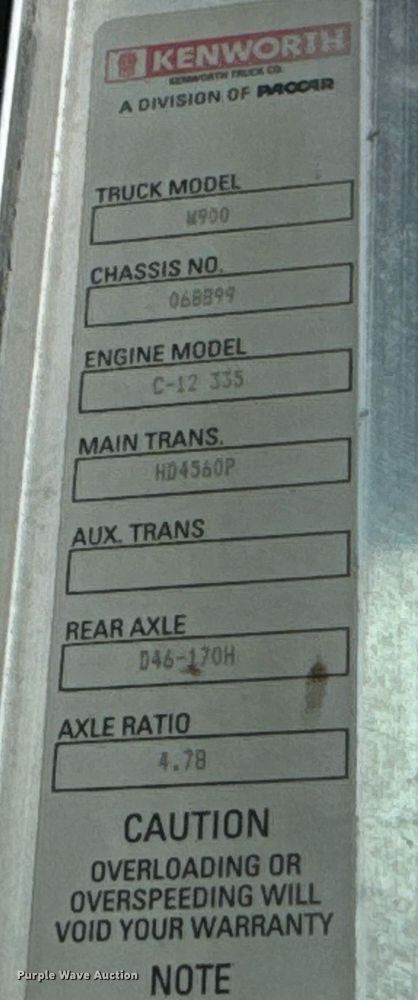 KENWORTH
KENWORTH TRUCK CO.
A DIVISION OF PACCAR
TRUCK MODEL
W900
CHASSIS NO.
068899
ENGINE MODEL
C-12 335
MAIN TRANS.
HD4560P
AUX. TRANS
REAR AXLE
D46-170H
AXLE RATIO
4.78
CAUTION
OVERLOADING OR
OVERSPEEDING WILL
VOID YOUR WARRANTY
NOTE
Purple Wave Auction